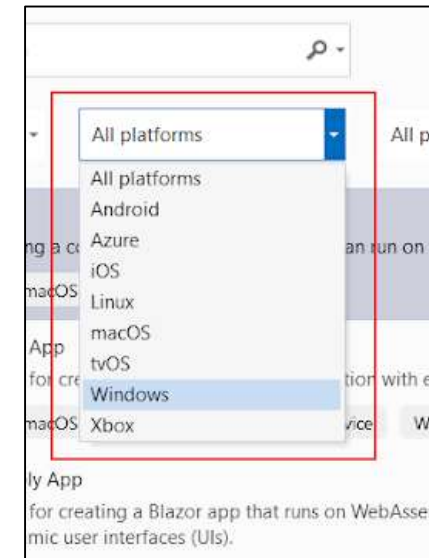 All platforms
All p
All platforms
Android
ng a co
Azure
an run on
iOS
macOS
Linux
macOS
App
tvOS
for cre
tion with e
Windows
macOS
Xbox
vice
W
ly App
for creating a Blazor app that runs on WebAsse
mic user interfaces (UIs).